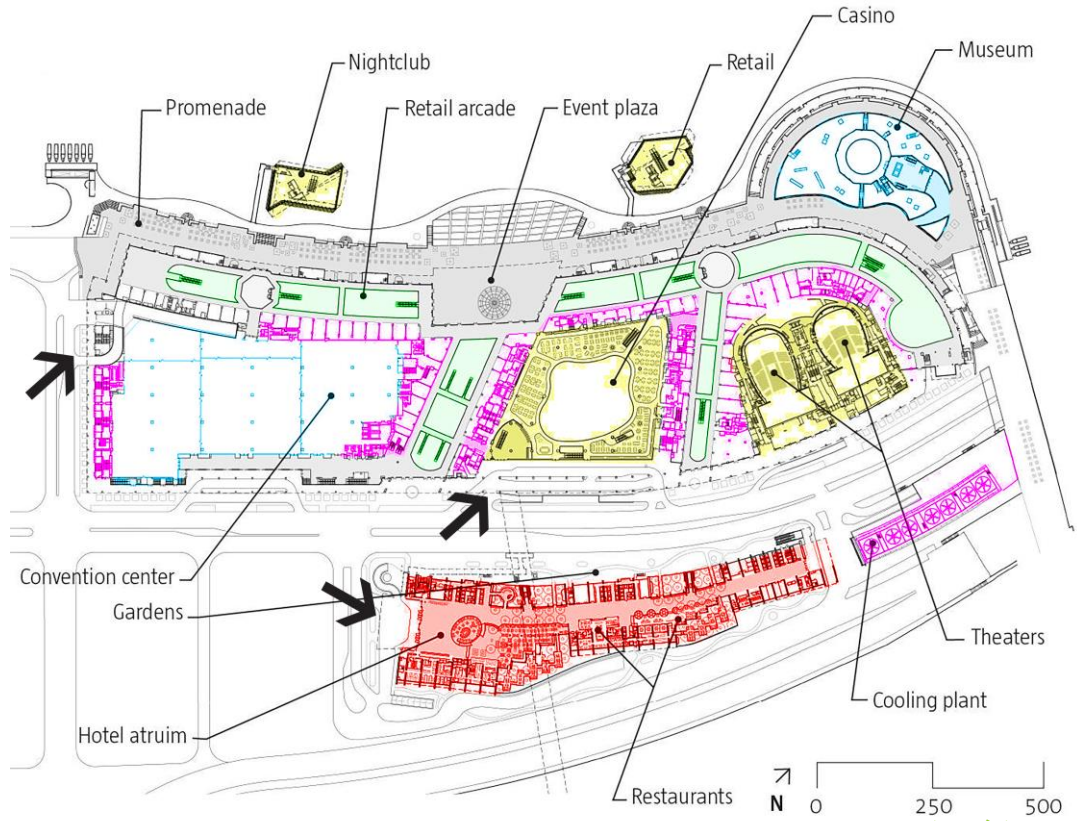 Casino
Nightclub
Retail
Museum
Promenade
Retail arcade
Event plaza
Convention center
Gardens
Theaters
Cooling plant
Hotel atruim
Restaurants
N 0 250 500